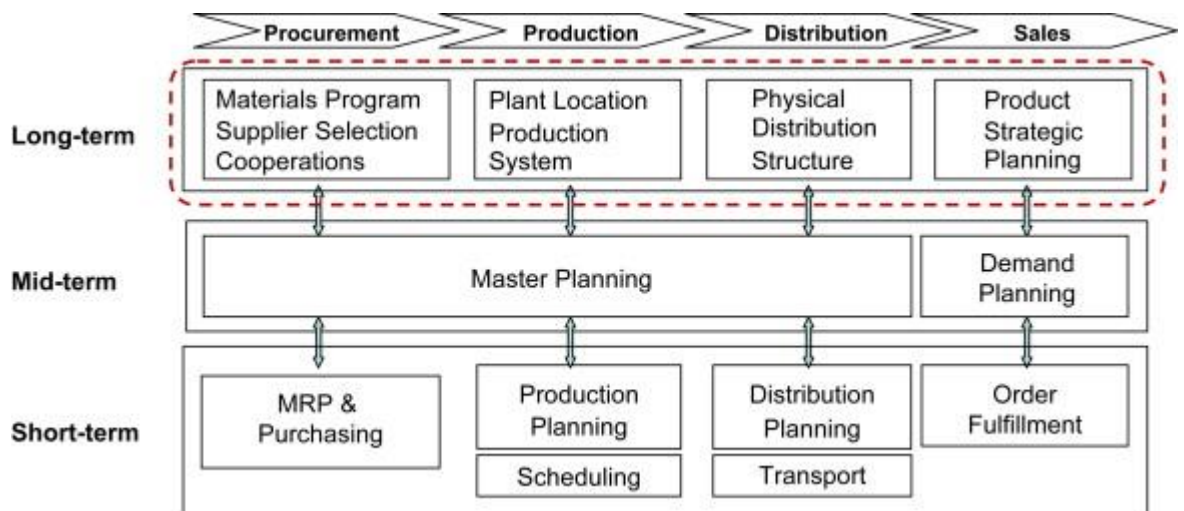 Procurement
Production
Distribution
Sales
Long-term
Materials Program
Supplier Selection
Cooperations
Plant Location
Production
System
Physical
Distribution
Structure
Product
Strategic
Planning
Mid-term
Master Planning
Demand
Planning
Short-term
MRP &
Purchasing
Production
Planning
Scheduling
Distribution
Planning
Transport
Order
Fulfillment